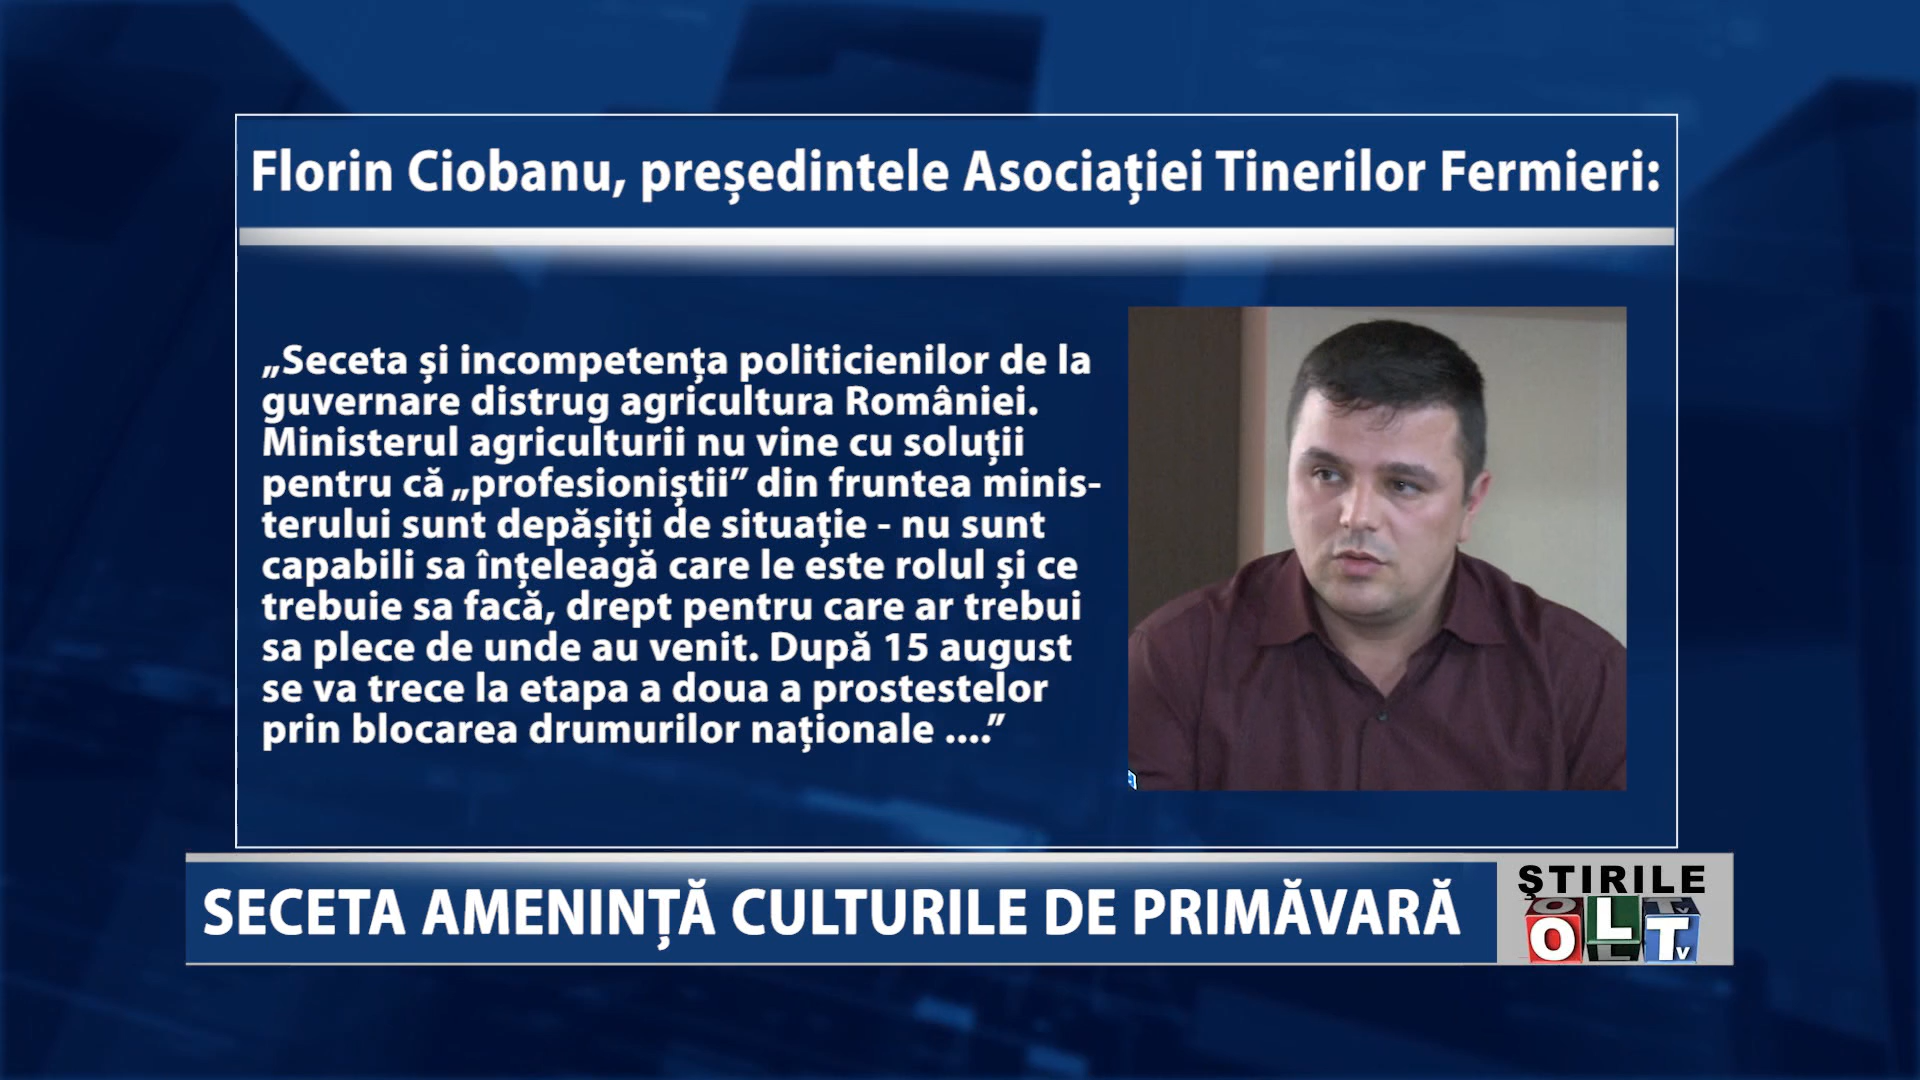 Florin Ciobanu, președintele Asociației Tinerilor Fermieri:
„Seceta și incompetența politicienilor de la
guvernare distrug agricultura României.
Ministerul agriculturii nu vine cu soluții
pentru că „profesioniștii” din fruntea minis-
terului sunt depășiți de situație - nu sunt
capabili sa înțeleagă care le este rolul și ce
trebuie sa facă, drept pentru care ar trebui
sa plece de unde au venit. După 15 august
se va trece la etapa a doua a prostestelor
prin blocarea drumurilor naționale ....”
SECETA AMENINȚĂ CULTURILE DE PRIMĂVARĂ
ŞTIRILE
OLTv